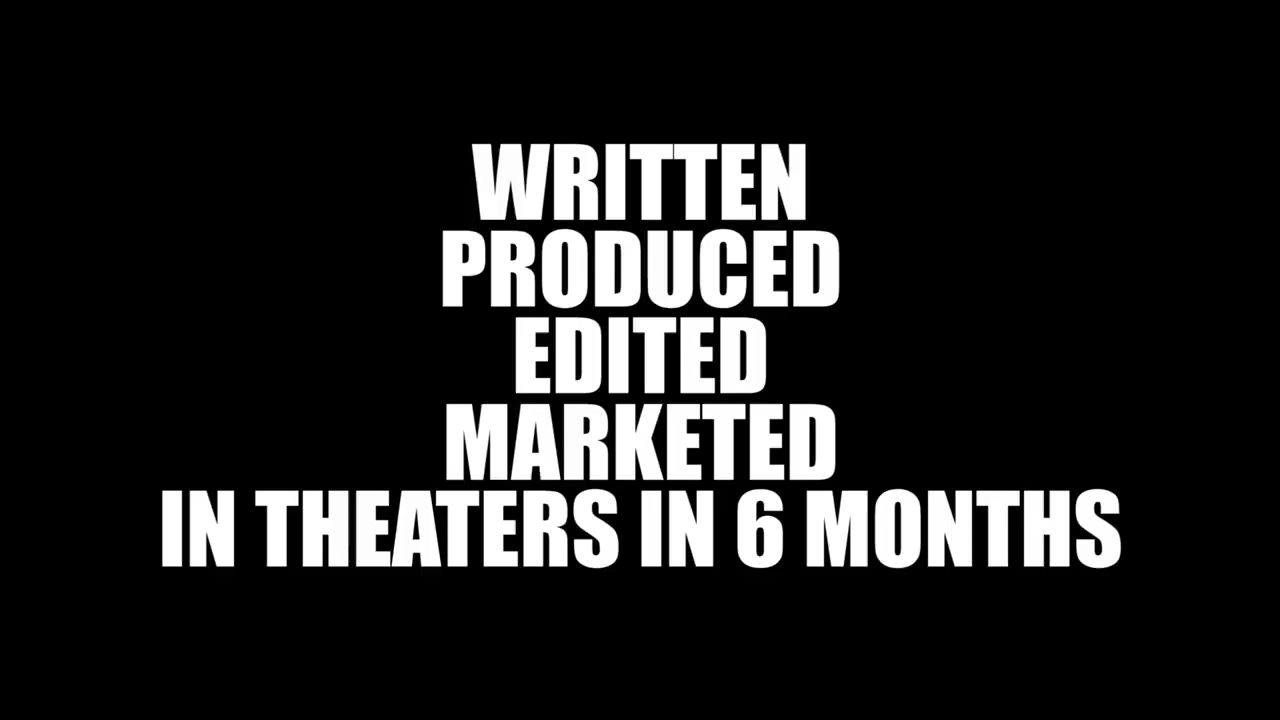 WRITTEN
PRODUCED
EDITED
MARKETED
IN THEATERS IN 6 MONTHS